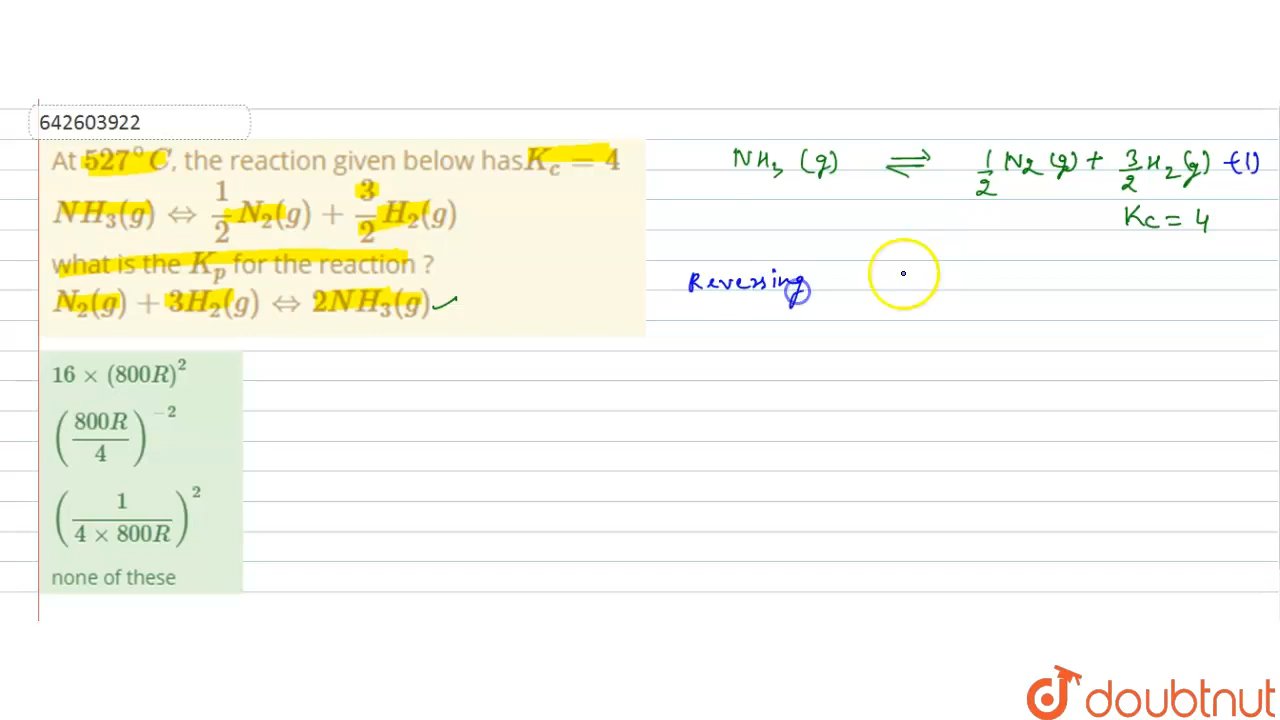 642603922
At 527°C, the reaction given below has K_c = 4
NH_3(g) ⇔ 1/2 N_2(g) + 3/2 H_2(g)
what is the K_p for the reaction ?
N_2(g) + 3H_2(g) ⇔ 2NH_3(g)
16 × (800R)^2
(800R/4)^{-2}
(1/(4 × 800R))^2
none of these
NH_3 (g) ⇌ 1/2 N_2 (g) + 3/2 H_2 (g) -(1)
Kc = 4
Reversing
doubtnut